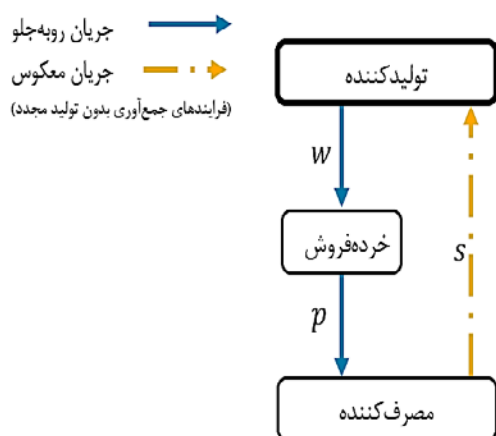 جریان روبه‌جلو
جریان معکوس
(فرایندهای جمع‌آوری بدون تولید مجدد)
تولیدکننده
w
خرده‌فروش
s
p
مصرف‌کننده